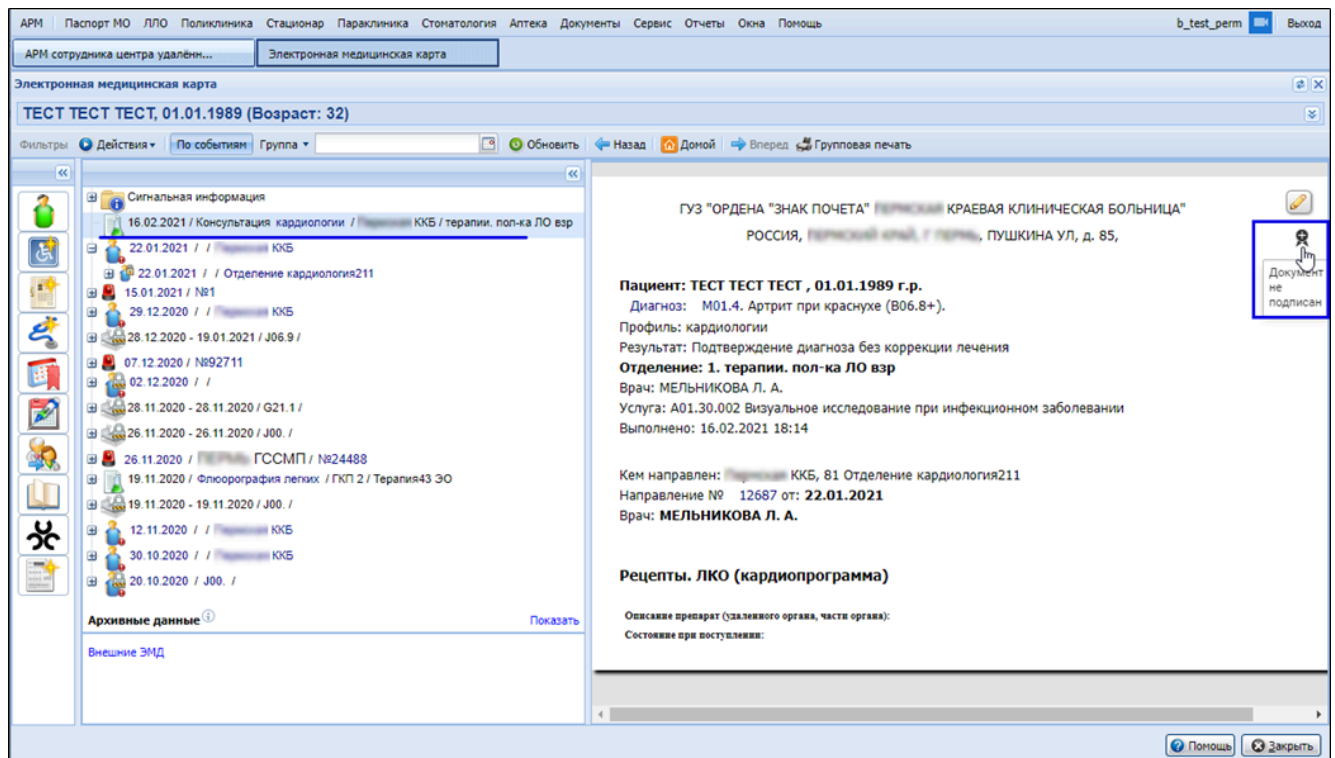 АРМ Паспорт МО ЛЛО Поликлиника Стационар Параклиника Стоматология Аптека Документы Сервис Отчеты Окна Помощь b_test_perm Выход
АРМ сотрудника центра удалённ... Электронная медицинская карта
Электронная медицинская карта
ТЕСТ ТЕСТ ТЕСТ, 01.01.1989 (Возраст: 32)
Фильтры Действия По событиям Группа Обновить Назад Домой Вперед Групповая печать
Сигнальная информация
16.02.2021 / Консультация кардиологии / ККБ / терапии. пол-ка ЛО взр
22.01.2021 / / ККБ
22.01.2021 / / Отделение кардиология211
15.01.2021 / №1
29.12.2020 / / ККБ
28.12.2020 - 19.01.2021 / J06.9 /
07.12.2020 / №92711
02.12.2020 / /
28.11.2020 - 28.11.2020 / G21.1 /
26.11.2020 - 26.11.2020 / J00. /
26.11.2020 / ГССМП / №24488
19.11.2020 / Флюорография легких / ГКП 2 / Терапия43 ЭО
19.11.2020 - 19.11.2020 / J00. /
12.11.2020 / / ККБ
30.10.2020 / / ККБ
20.10.2020 / J00. /
Архивные данные Показать
Внешние ЭМД
ГУЗ "ОРДЕНА "ЗНАК ПОЧЕТА" КРАЕВАЯ КЛИНИЧЕСКАЯ БОЛЬНИЦА"
РОССИЯ, ПУШКИНА УЛ, д. 85,
Документ
не
подписан
Пациент: ТЕСТ ТЕСТ ТЕСТ , 01.01.1989 г.р.
Диагноз: M01.4. Артрит при краснухе (B06.8+).
Профиль: кардиологии
Результат: Подтверждение диагноза без коррекции лечения
Отделение: 1. терапии. пол-ка ЛО взр
Врач: МЕЛЬНИКОВА Л. А.
Услуга: A01.30.002 Визуальное исследование при инфекционном заболевании
Выполнено: 16.02.2021 18:14
Кем направлен: ККБ, 81 Отделение кардиология211
Направление № 12687 от: 22.01.2021
Врач: МЕЛЬНИКОВА Л. А.
Рецепты. ЛКО (кардиопрограмма)
Описание препарат (удаленного органа, части органа):
Состояние при поступлении:
Помощь Закрыть